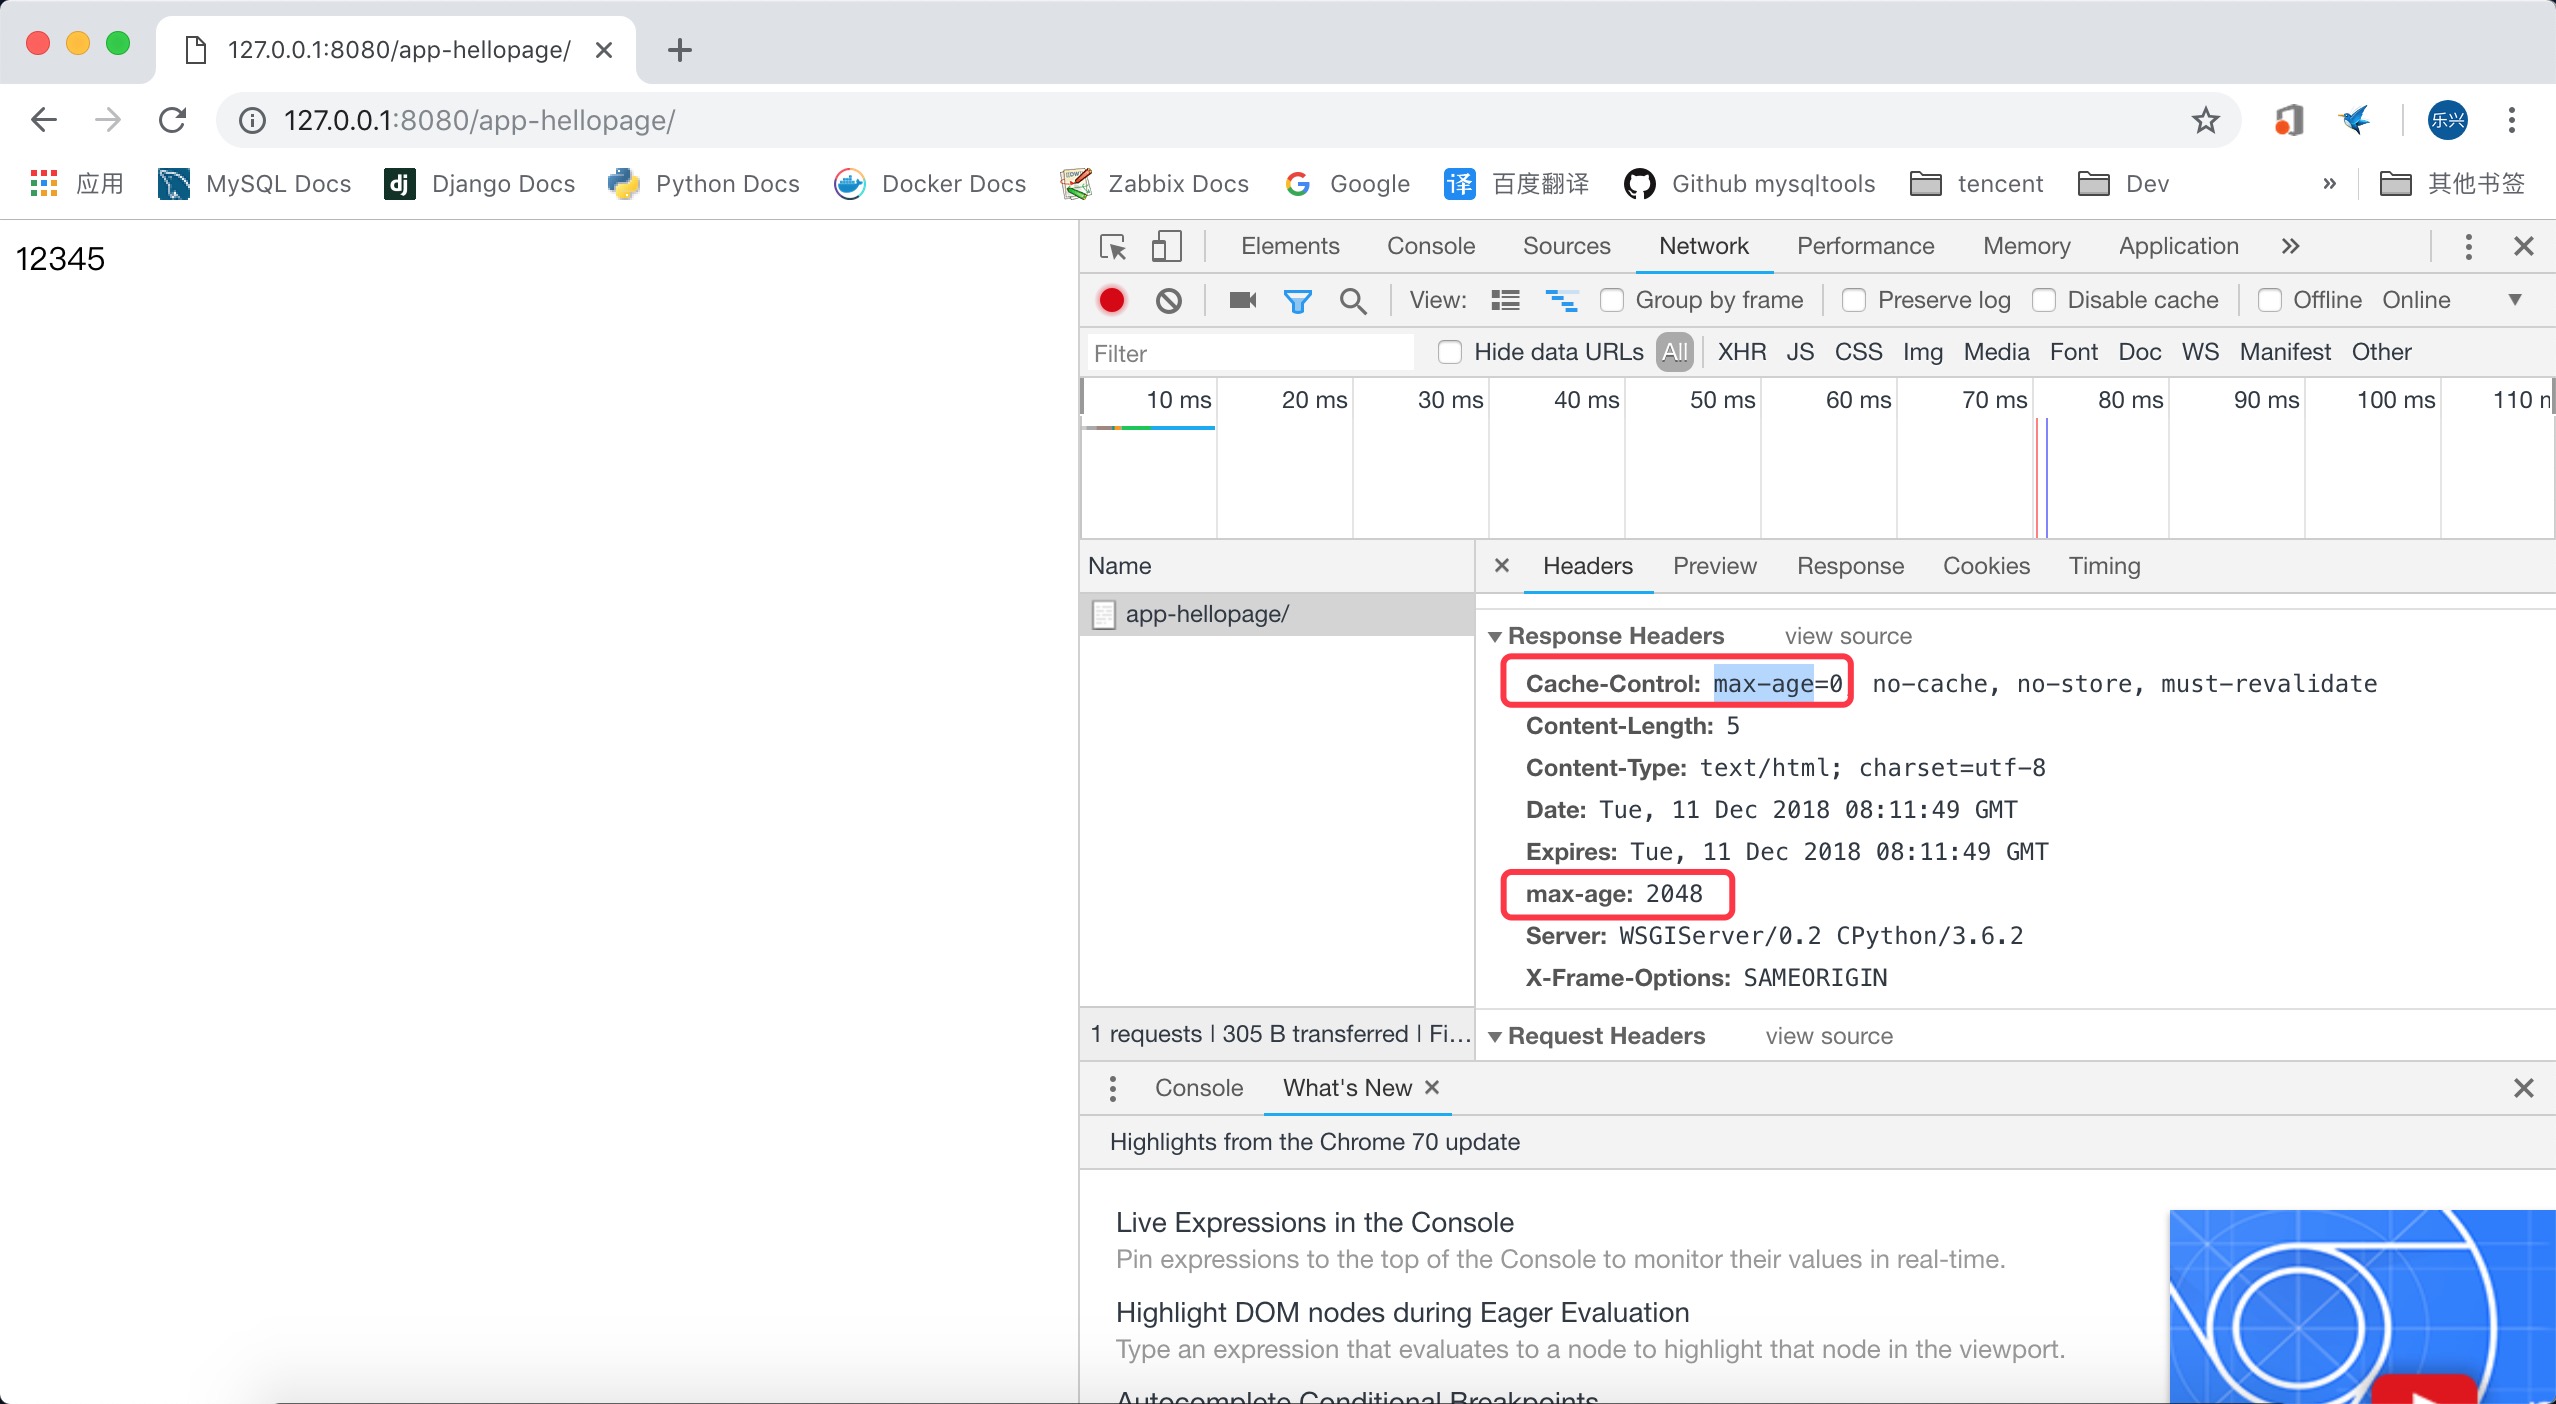 127.0.0.1:8080/app-hellopage/
127.0.0.1:8080/app-hellopage/
乐兴
应用 MySQL Docs Django Docs Python Docs Docker Docs Zabbix Docs Google 译 百度翻译 Github mysqltools tencent Dev » 其他书签
12345
Elements Console Sources Network Performance Memory Application »
View: Group by frame Preserve log Disable cache Offline Online
Filter Hide data URLs All XHR JS CSS Img Media Font Doc WS Manifest Other
10 ms 20 ms 30 ms 40 ms 50 ms 60 ms 70 ms 80 ms 90 ms 100 ms 110
Name
app-hellopage/
1 requests | 305 B transferred | Fi...
Headers Preview Response Cookies Timing
Response Headers view source
Cache-Control: max-age=0 no-cache, no-store, must-revalidate
Content-Length: 5
Content-Type: text/html; charset=utf-8
Date: Tue, 11 Dec 2018 08:11:49 GMT
Expires: Tue, 11 Dec 2018 08:11:49 GMT
max-age: 2048
Server: WSGIServer/0.2 CPython/3.6.2
X-Frame-Options: SAMEORIGIN
Request Headers view source
Console What's New
Highlights from the Chrome 70 update
Live Expressions in the Console
Pin expressions to the top of the Console to monitor their values in real-time.
Highlight DOM nodes during Eager Evaluation
Type an expression that evaluates to a node to highlight that node in the viewport.
Autocomplete Conditional Breakpoints